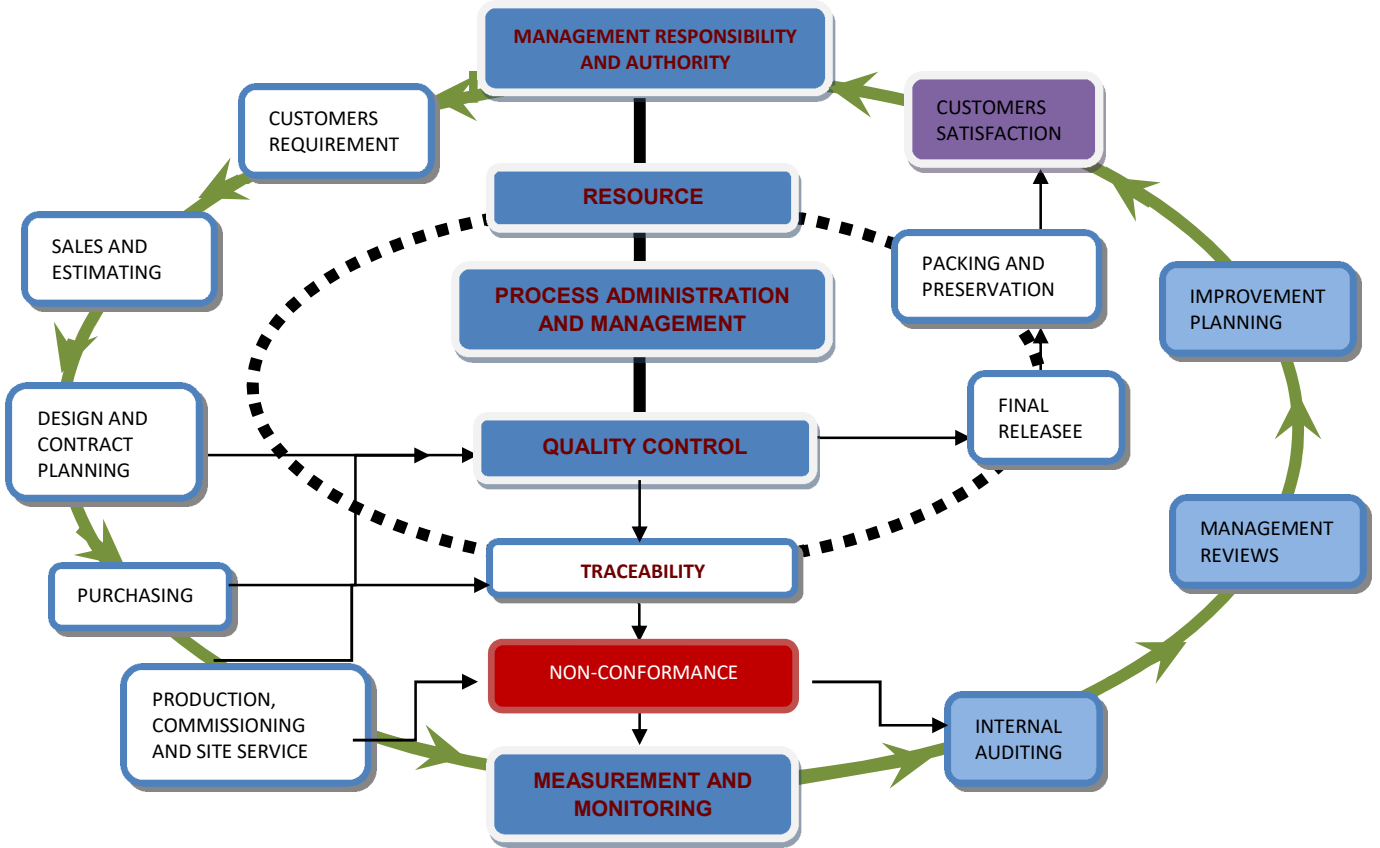 MANAGEMENT RESPONSIBILITY
AND AUTHORITY
CUSTOMERS
REQUIREMENT
CUSTOMERS
SATISFACTION
RESOURCE
SALES AND
ESTIMATING
PACKING AND
PRESERVATION
PROCESS ADMINISTRATION
AND MANAGEMENT
IMPROVEMENT
PLANNING
DESIGN AND
CONTRACT
PLANNING
QUALITY CONTROL
FINAL
RELEASEE
MANAGEMENT
REVIEWS
PURCHASING
TRACEABILITY
NON-CONFORMANCE
PRODUCTION,
COMMISSIONING
AND SITE SERVICE
INTERNAL
AUDITING
MEASUREMENT AND
MONITORING